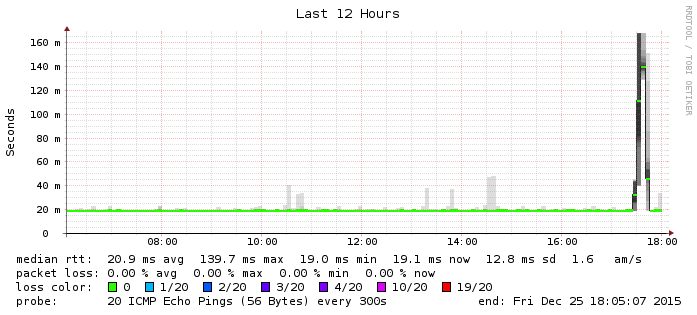 Last 12 Hours
RRDTOOL / TOBI OETIKER
Seconds
160 m
140 m
120 m
100 m
80 m
60 m
40 m
20 m
0
08:00 10:00 12:00 14:00 16:00 18:00
median rtt: 20.9 ms avg 139.7 ms max 19.0 ms min 19.1 ms now 12.8 ms sd 1.6 am/s
packet loss: 0.00 % avg 0.00 % max 0.00 % min 0.00 % now
loss color: 0 1/20 2/20 3/20 4/20 10/20 19/20
probe: 20 ICMP Echo Pings (56 Bytes) every 300s end: Fri Dec 25 18:05:07 2015